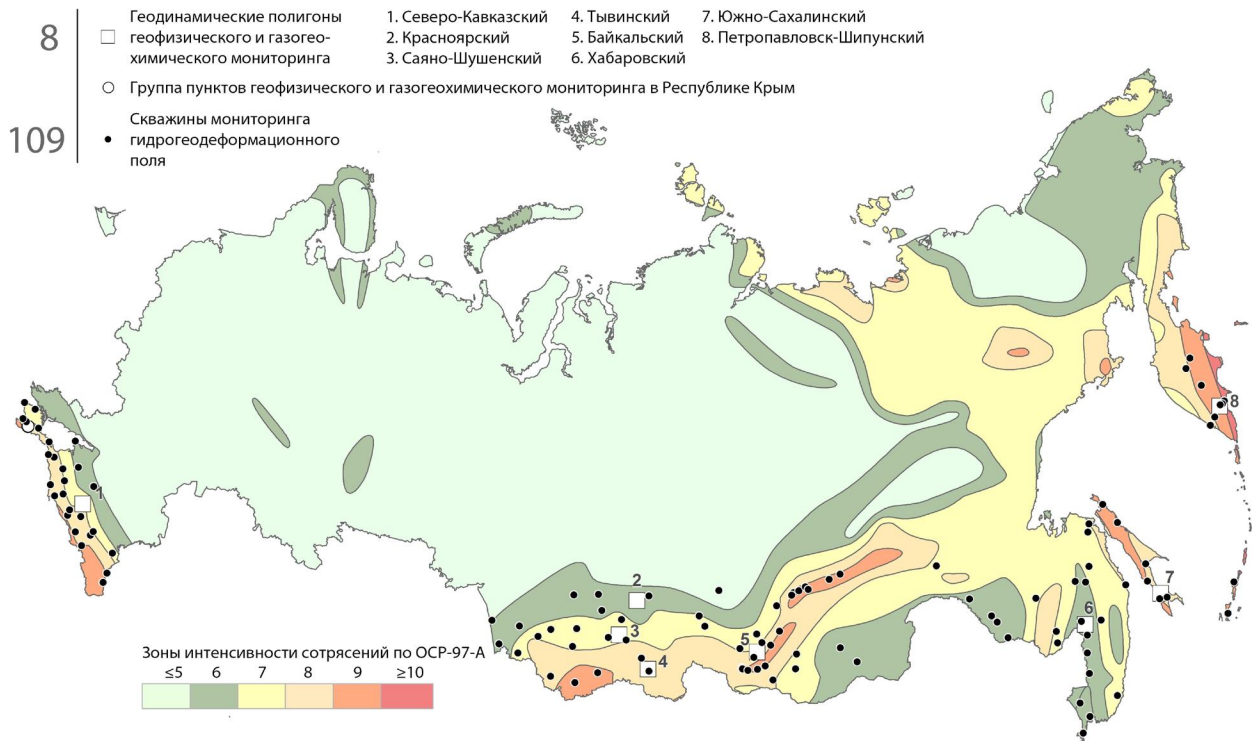 8
Геодинамические полигоны
геофизического и газогео-
химического мониторинга
1. Северо-Кавказский
2. Красноярский
3. Саяно-Шушенский
4. Тывинский
5. Байкальский
6. Хабаровский
7. Южно-Сахалинский
8. Петропавловск-Шипунский
Группа пунктов геофизического и газогеохимического мониторинга в Республике Крым
109
Скважины мониторинга
гидрогеодеформационного
поля
8
1
2
3
4
5
6
7
Зоны интенсивности сотрясений по ОСР-97-А
≤5 6 7 8 9 ≥10